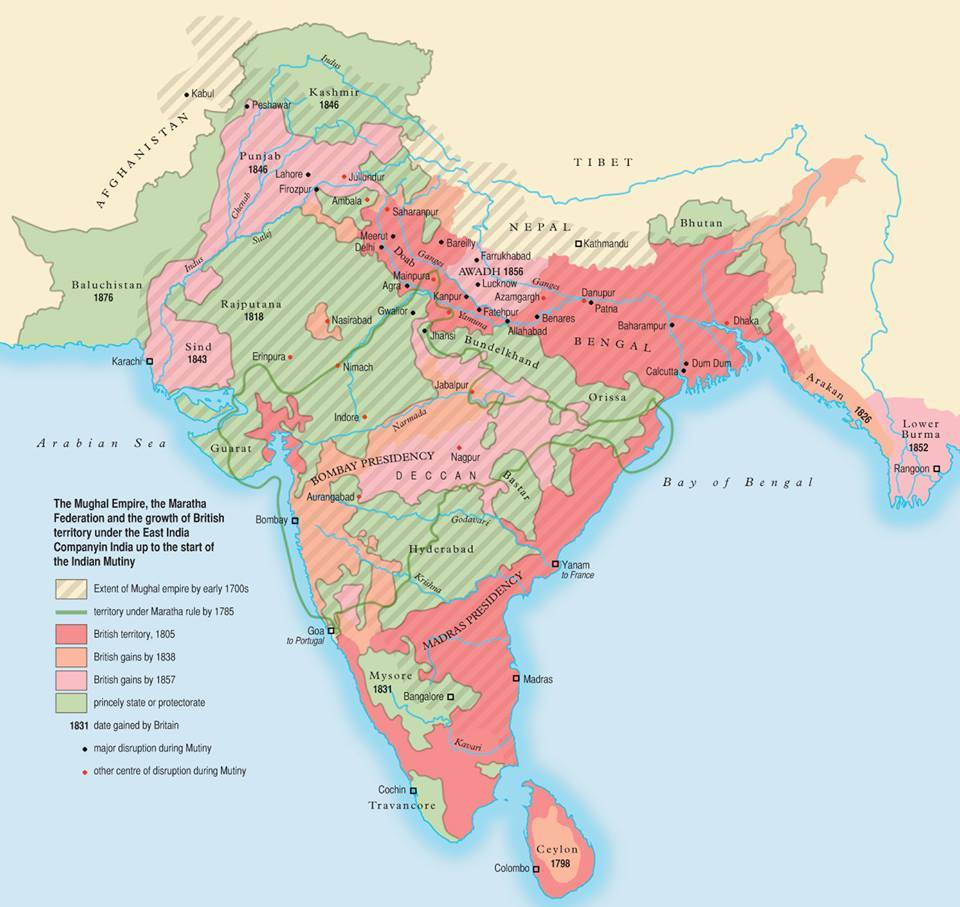 Indus
Kabul
Kashmir
1846
Peshawar
AFGHANISTAN
Punjab
1846
Lahore
Jullundur
Firozpur
Chenab
Ambala
Saharanpur
Sutlej
TIBET
NEPAL
Kathmandu
Bhutan
Meerut
Delhi
Doab
Bareilly
Ganges
Farrukhabad
AWADH 1856
Lucknow
Ganges
Indus
Baluchistan
1876
Mainpura
Agra
Kanpur
Azamgargh
Danupur
Patna
Rajputana
1818
Gwalior
Fatehpur
Yamuna
Benares
Allahabad
Baharampur
Dhaka
Nasirabad
Jhansi
BENGAL
Sind
1843
Karachi
Erinpura
Nimach
Bundelkhand
Dum Dum
Calcutta
Jabalpur
Orissa
Arakan
1826
Indore
Narmada
Lower
Burma
1852
Rangoon
Arabian Sea
Guarat
Nagpur
BOMBAY PRESIDENCY
DECCAN
Bastar
Bay of Bengal
Aurangabad
Bombay
Godavari
Hyderabad
Yanam
to France
Krishna
MADRAS PRESIDENCY
Goa
to Portugal
Mysore
1831
Bangalore
Madras
Kavari
Cochin
Travancore
Ceylon
1798
Colombo
The Mughal Empire, the Maratha
Federation and the growth of British
territory under the East India
Companyin India up to the start of
the Indian Mutiny
Extent of Mughal empire by early 1700s
territory under Maratha rule by 1785
British territory, 1805
British gains by 1838
British gains by 1857
princely state or protectorate
1831 date gained by Britain
major disruption during Mutiny
other centre of disruption during Mutiny